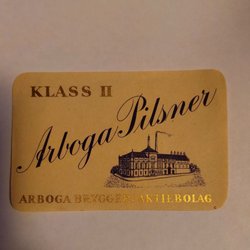 KLASS II
Arboga Pilsner
ARBOGA BRYGGERI AKTIEBOLAG